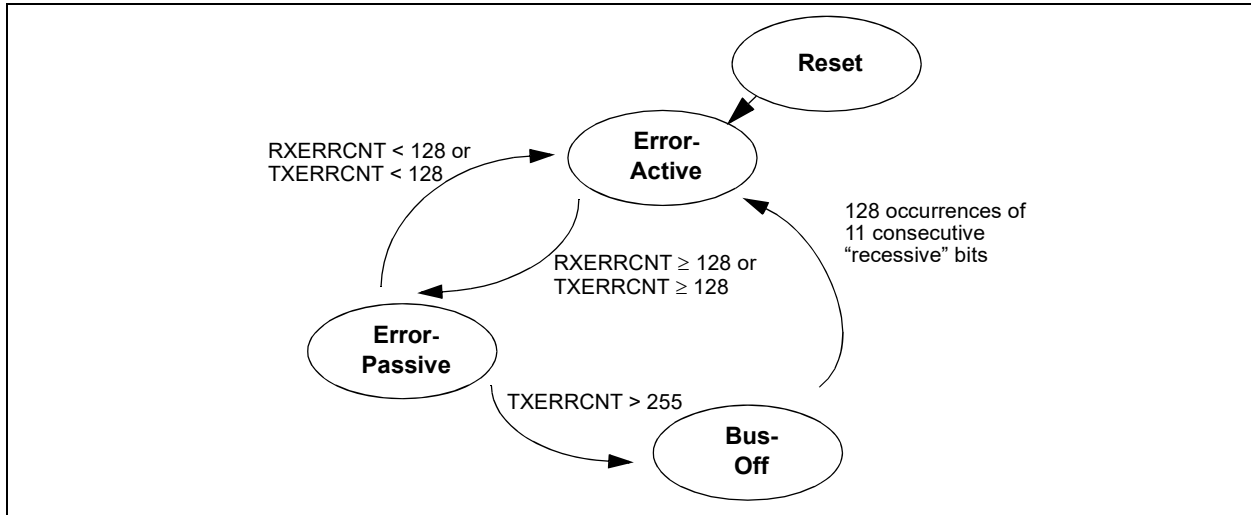 Reset
Error-
Active
RXERRCNT < 128 or
TXERRCNT < 128
128 occurrences of
11 consecutive
“recessive” bits
RXERRCNT ≥ 128 or
TXERRCNT ≥ 128
Error-
Passive
TXERRCNT > 255
Bus-
Off